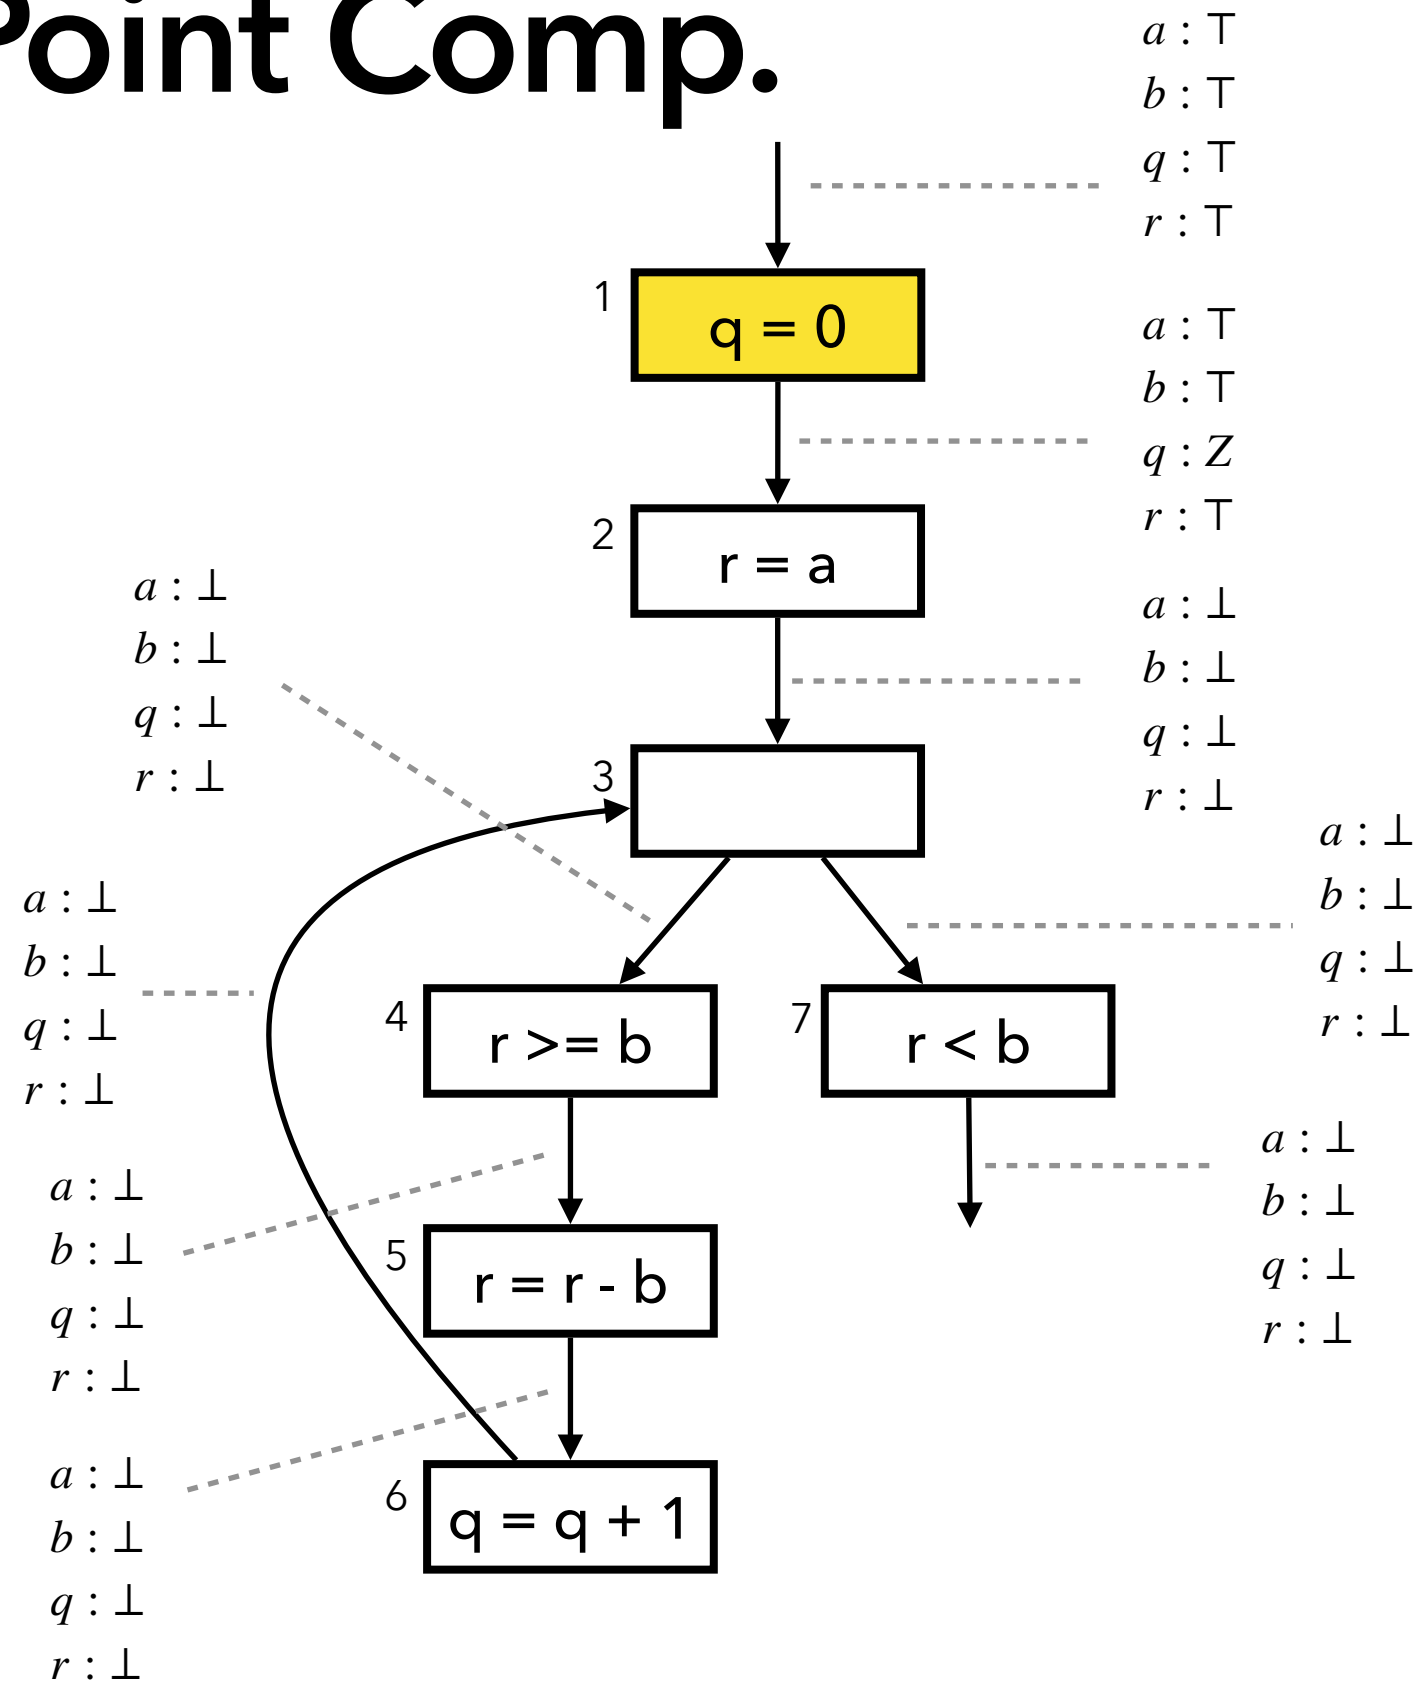 Point Comp.
a : ⊤
b : ⊤
q : ⊤
r : ⊤
1
q = 0
a : ⊤
b : ⊤
q : Z
r : ⊤
2
r = a
a : ⊥
b : ⊥
q : ⊥
r : ⊥
a : ⊥
b : ⊥
q : ⊥
r : ⊥
3
a : ⊥
b : ⊥
q : ⊥
r : ⊥
a : ⊥
b : ⊥
q : ⊥
r : ⊥
4
r >= b
7
r < b
a : ⊥
b : ⊥
q : ⊥
r : ⊥
a : ⊥
b : ⊥
q : ⊥
r : ⊥
5
r = r - b
a : ⊥
b : ⊥
q : ⊥
r : ⊥
6
q = q + 1